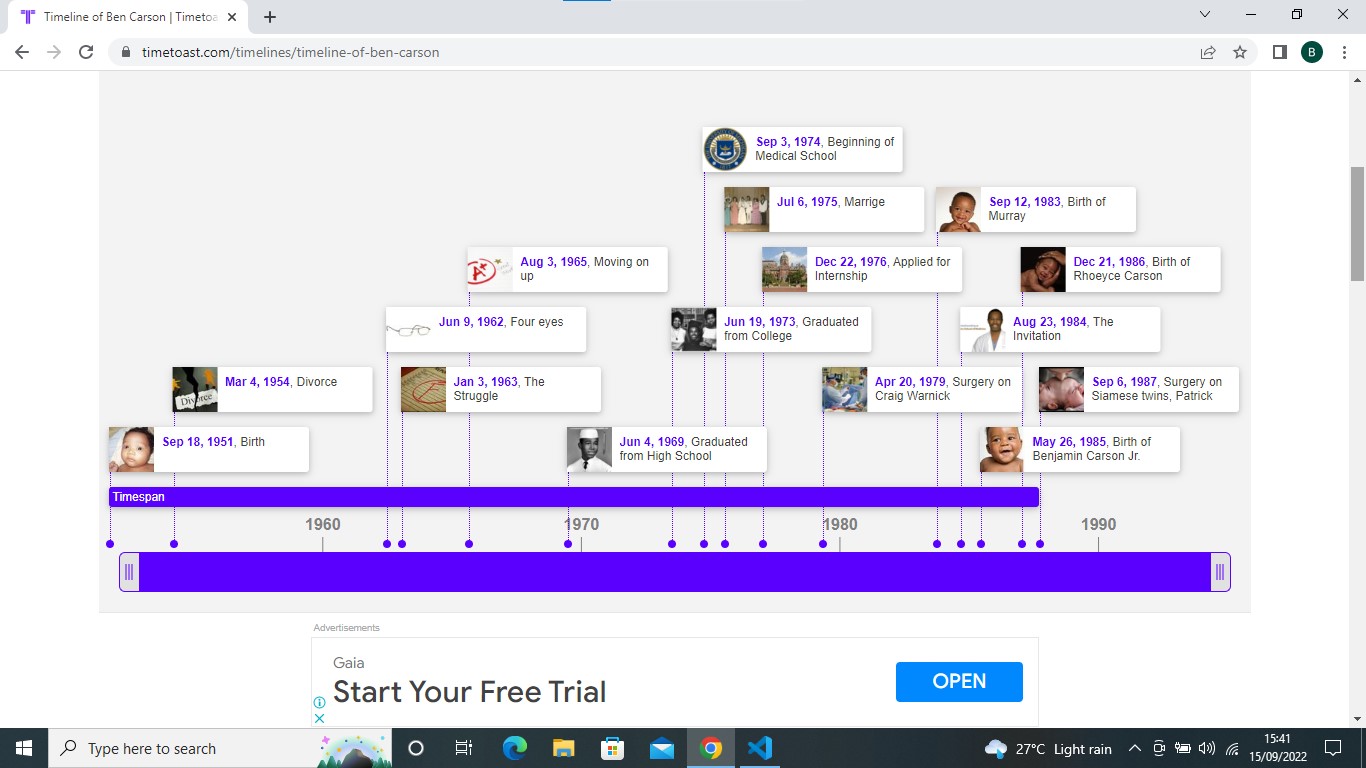 Timeline of Ben Carson | Timetoa
timetoast.com/timelines/timeline-of-ben-carson
B
Sep 3, 1974, Beginning of
Medical School
Jul 6, 1975, Marrige
Sep 12, 1983, Birth of
Murray
Aug 3, 1965, Moving on
up
Dec 22, 1976, Applied for
Internship
Dec 21, 1986, Birth of
Rhoeyce Carson
Jun 9, 1962, Four eyes
Jun 19, 1973, Graduated
from College
Aug 23, 1984, The
Invitation
Mar 4, 1954, Divorce
Divorce
Jan 3, 1963, The
Struggle
Apr 20, 1979, Surgery on
Craig Warnick
Sep 6, 1987, Surgery on
Siamese twins, Patrick
Sep 18, 1951, Birth
Jun 4, 1969, Graduated
from High School
May 26, 1985, Birth of
Benjamin Carson Jr.
Timespan
1960
1970
1980
1990
Advertisements
Gaia
Start Your Free Trial
OPEN
Type here to search
27°C Light rain
15:41
15/09/2022